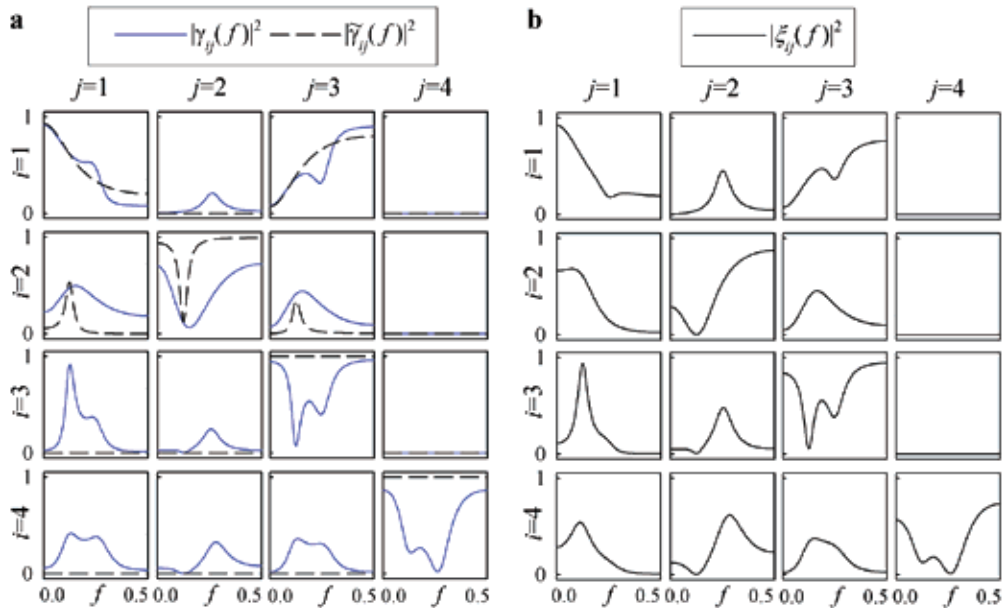 a
|γij(f)|² |γ̃ij(f)|²
j=1 j=2 j=3 j=4
i=1 1 0
i=2 1 0
i=3 1 0
i=4 1 0
0.0 f 0.5 0.0 f 0.5 0.0 f 0.5 0.0 f 0.5
b
|ξij(f)|²
j=1 j=2 j=3 j=4
i=1 1 0
i=2 1 0
i=3 1 0
i=4 1 0
0.0 f 0.5 0.0 f 0.5 0.0 f 0.5 0.0 f 0.5